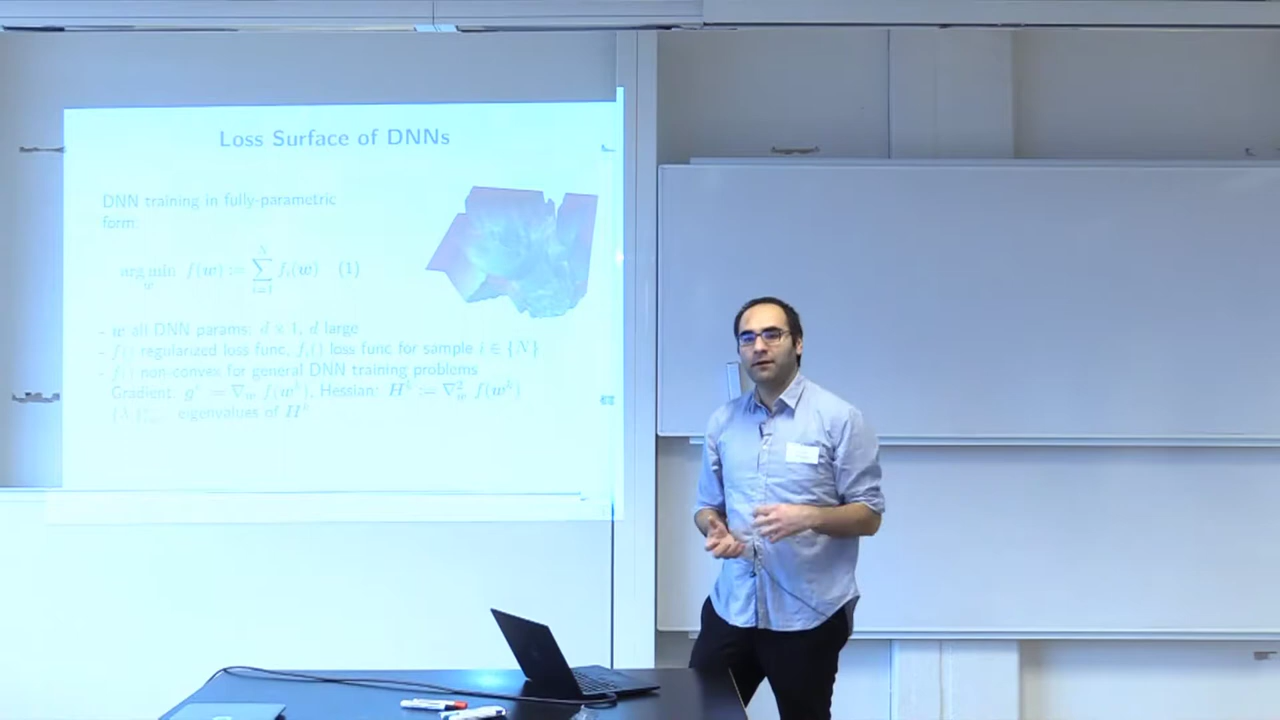 Loss Surface of DNNs
DNN training in fully-parametric
form:
arg min f(w) := ∑ fᵢ(w) (1)
w i=1 N
- w all DNN params: d × 1, d large
- f() regularized loss func, fᵢ() loss func for sample i ∈ {N}
- f() non-convex for general DNN training problems
Gradient: gᵏ := ∇w f(wᵏ), Hessian: Hᵏ := ∇²w f(wᵏ)
eigenvalues of Hᵏ